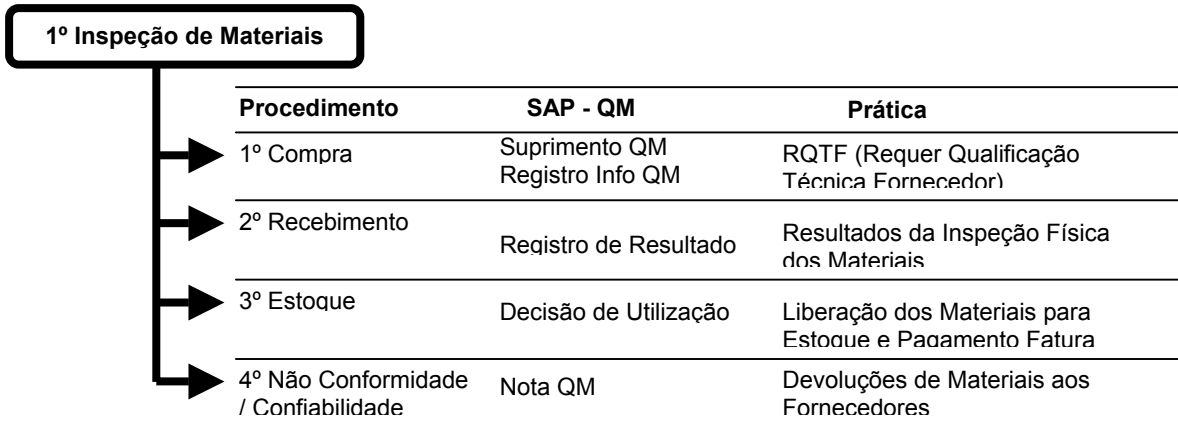 1º Inspeção de Materiais
Procedimento SAP - QM Prática
1º Compra
Suprimento QM
Registro Info QM
RQTF (Requer Qualificação
Técnica Fornecedor)
2º Recebimento
Registro de Resultado
Resultados da Inspeção Física
dos Materiais
3º Estoque
Decisão de Utilização
Liberação dos Materiais para
Estoque e Pagamento Fatura
4º Não Conformidade
/ Confiabilidade
Nota QM
Devoluções de Materiais aos
Fornecedores